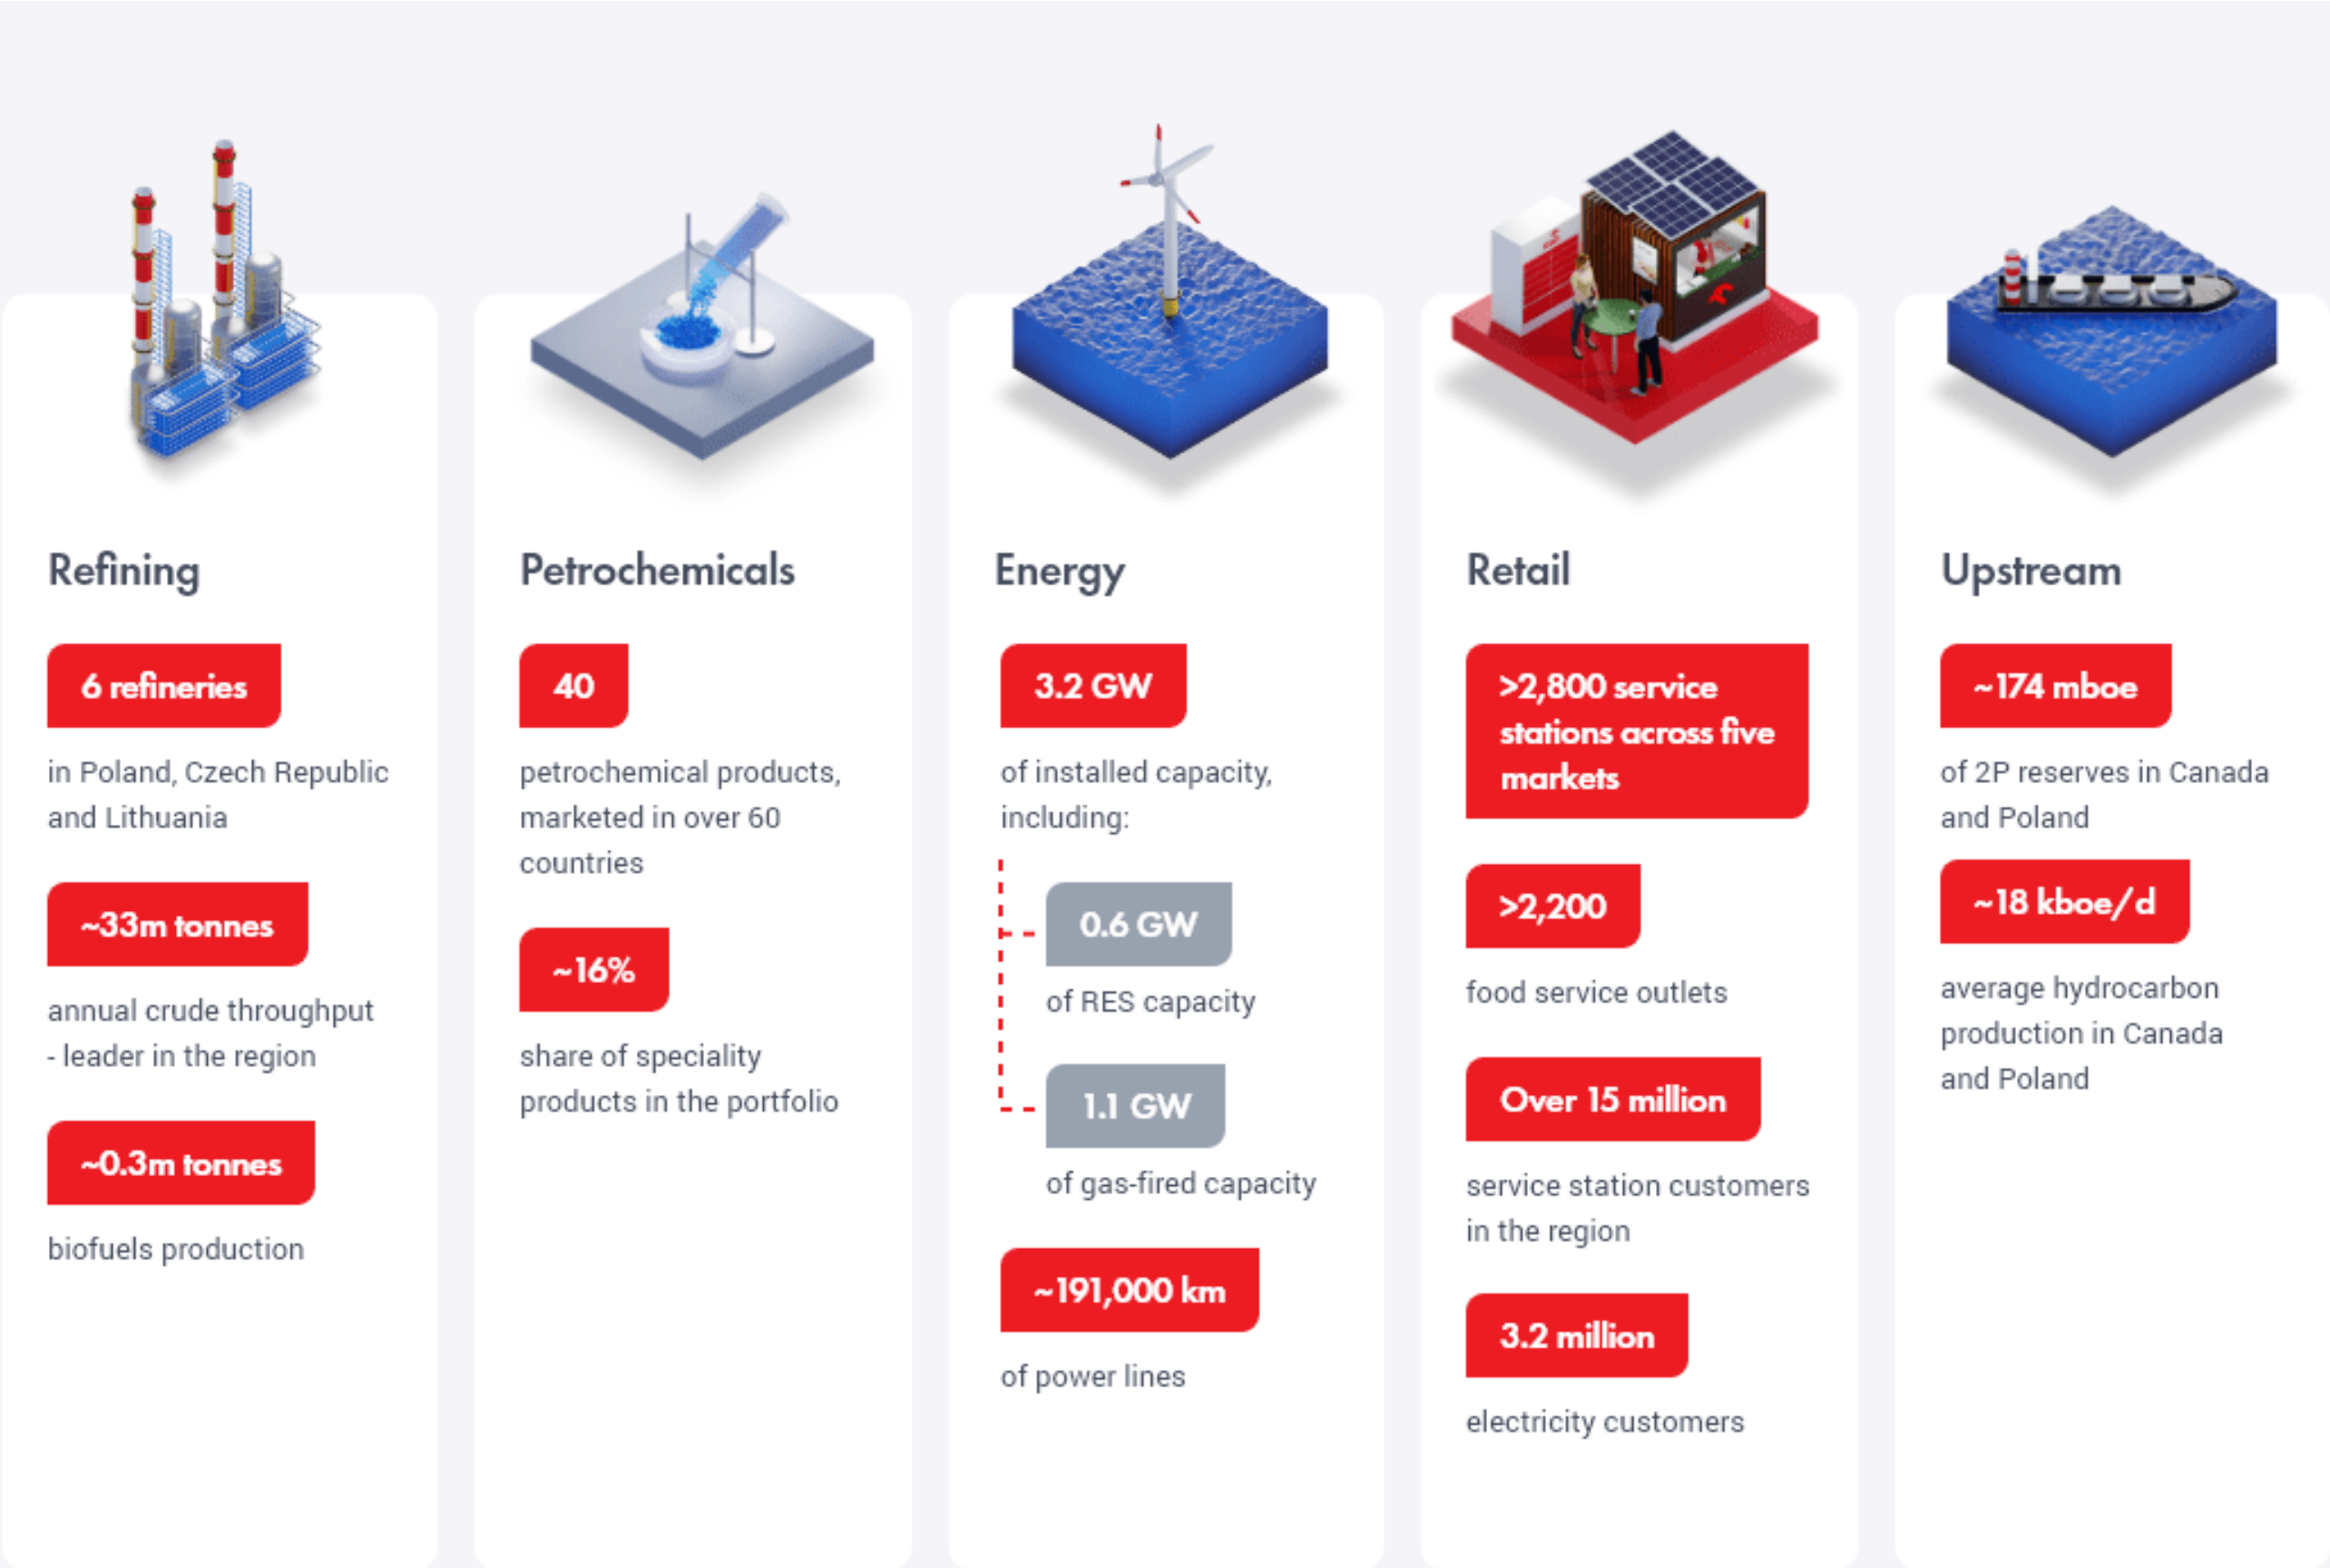 Refining
6 refineries
in Poland, Czech Republic
and Lithuania
~33m tonnes
annual crude throughput
- leader in the region
~0.3m tonnes
biofuels production
Petrochemicals
40
petrochemical products,
marketed in over 60
countries
~16%
share of speciality
products in the portfolio
Energy
3.2 GW
of installed capacity,
including:
0.6 GW
of RES capacity
1.1 GW
of gas-fired capacity
~191,000 km
of power lines
Retail
>2,800 service
stations across five
markets
>2,200
food service outlets
Over 15 million
service station customers
in the region
3.2 million
electricity customers
Upstream
~174 mboe
of 2P reserves in Canada
and Poland
~18 kboe/d
average hydrocarbon
production in Canada
and Poland